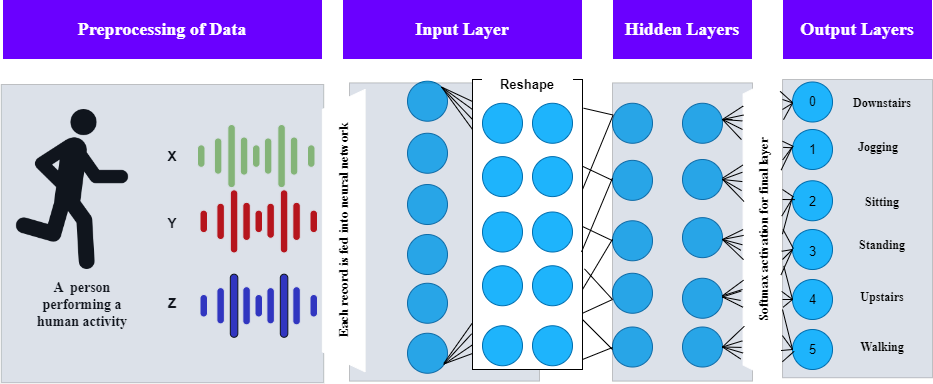 Preprocessing of Data
Input Layer
Hidden Layers
Output Layers
X
Y
Z
A person
performing a
human activity
Each record is fed into neural network
Reshape
Softmax activation for final layer
0 Downstairs
1 Jogging
2 Sitting
3 Standing
4 Upstairs
5 Walking